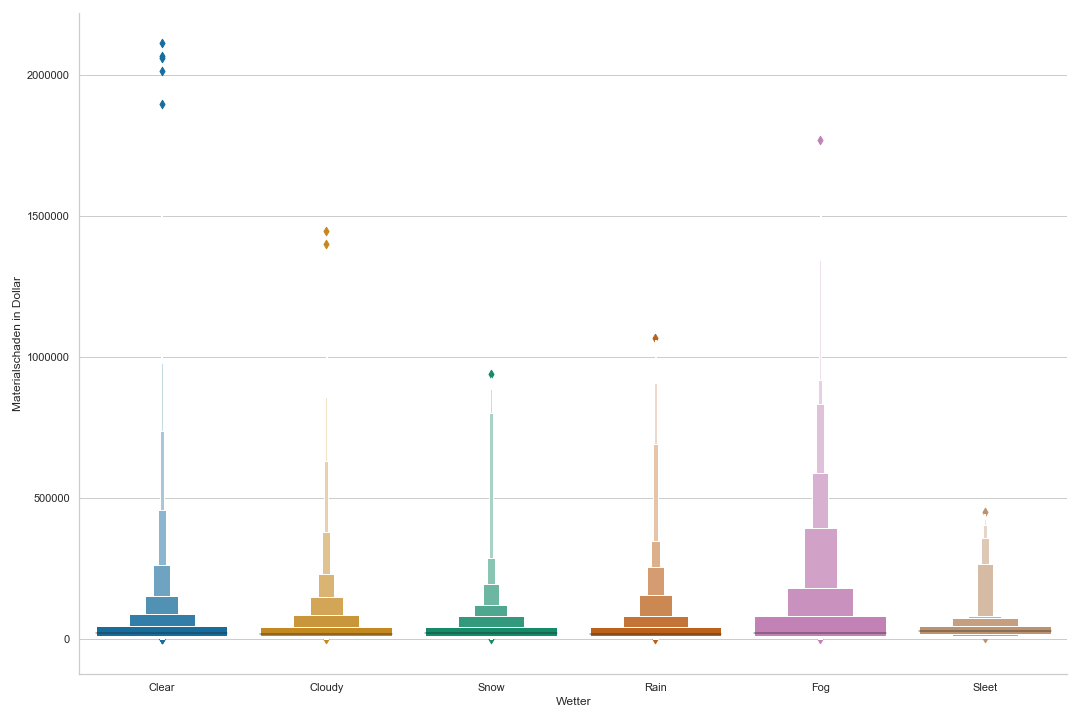 2000000
1500000
1000000
500000
0
Materialschaden in Dollar
Clear
Cloudy
Snow
Rain
Fog
Sleet
Wetter